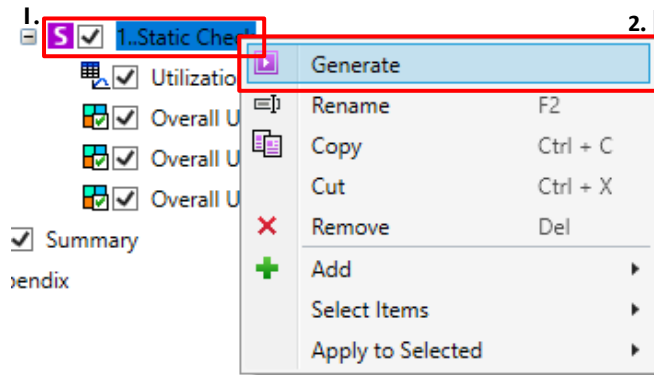 1.
2.
S 1..Static Chec
Generate
Utilizatio
Rename F2
Overall U
Copy Ctrl + C
Overall U
Cut Ctrl + X
Overall U
Remove Del
Summary
Add
pendix
Select Items
Apply to Selected